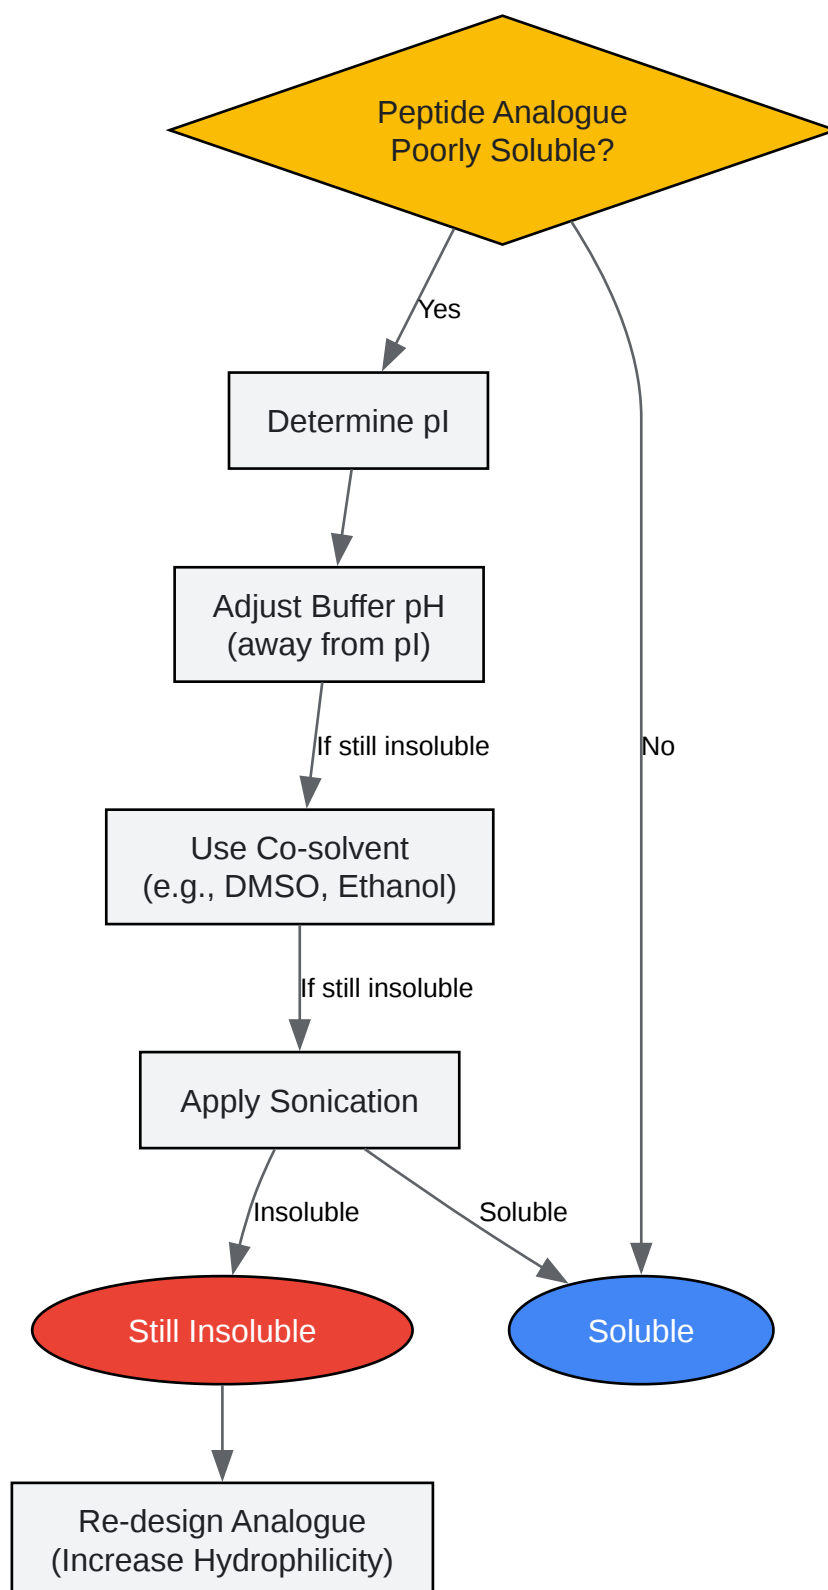 Peptide Analogue
Poorly Soluble?
Yes
Determine pI
Adjust Buffer pH
(away from pI)
If still insoluble
No
Use Co-solvent
(e.g., DMSO, Ethanol)
If still insoluble
Apply Sonication
Insoluble
Soluble
Still Insoluble
Soluble
Re-design Analogue
(Increase Hydrophilicity)